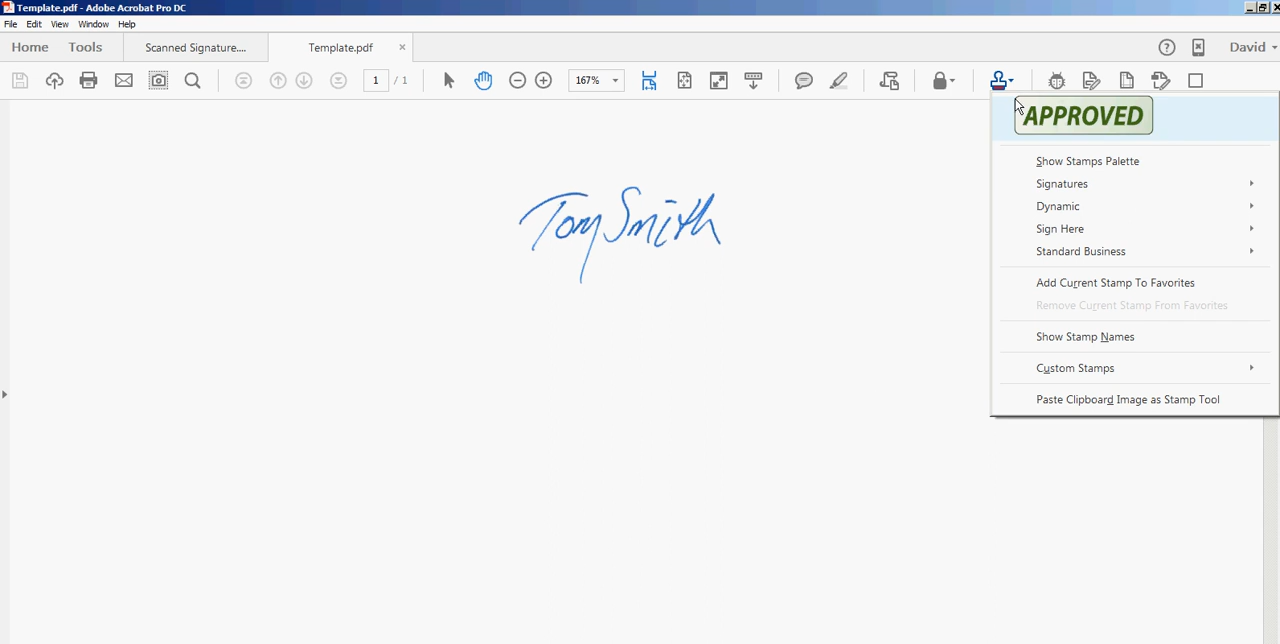 Template.pdf - Adobe Acrobat Pro DC
File Edit View Window Help
Home Tools Scanned Signature.... Template.pdf × David
1 / 1 167%
APPROVED
Show Stamps Palette
Signatures
Dynamic
Sign Here
Standard Business
Add Current Stamp To Favorites
Remove Current Stamp From Favorites
Show Stamp Names
Custom Stamps
Paste Clipboard Image as Stamp Tool
Tom Smith